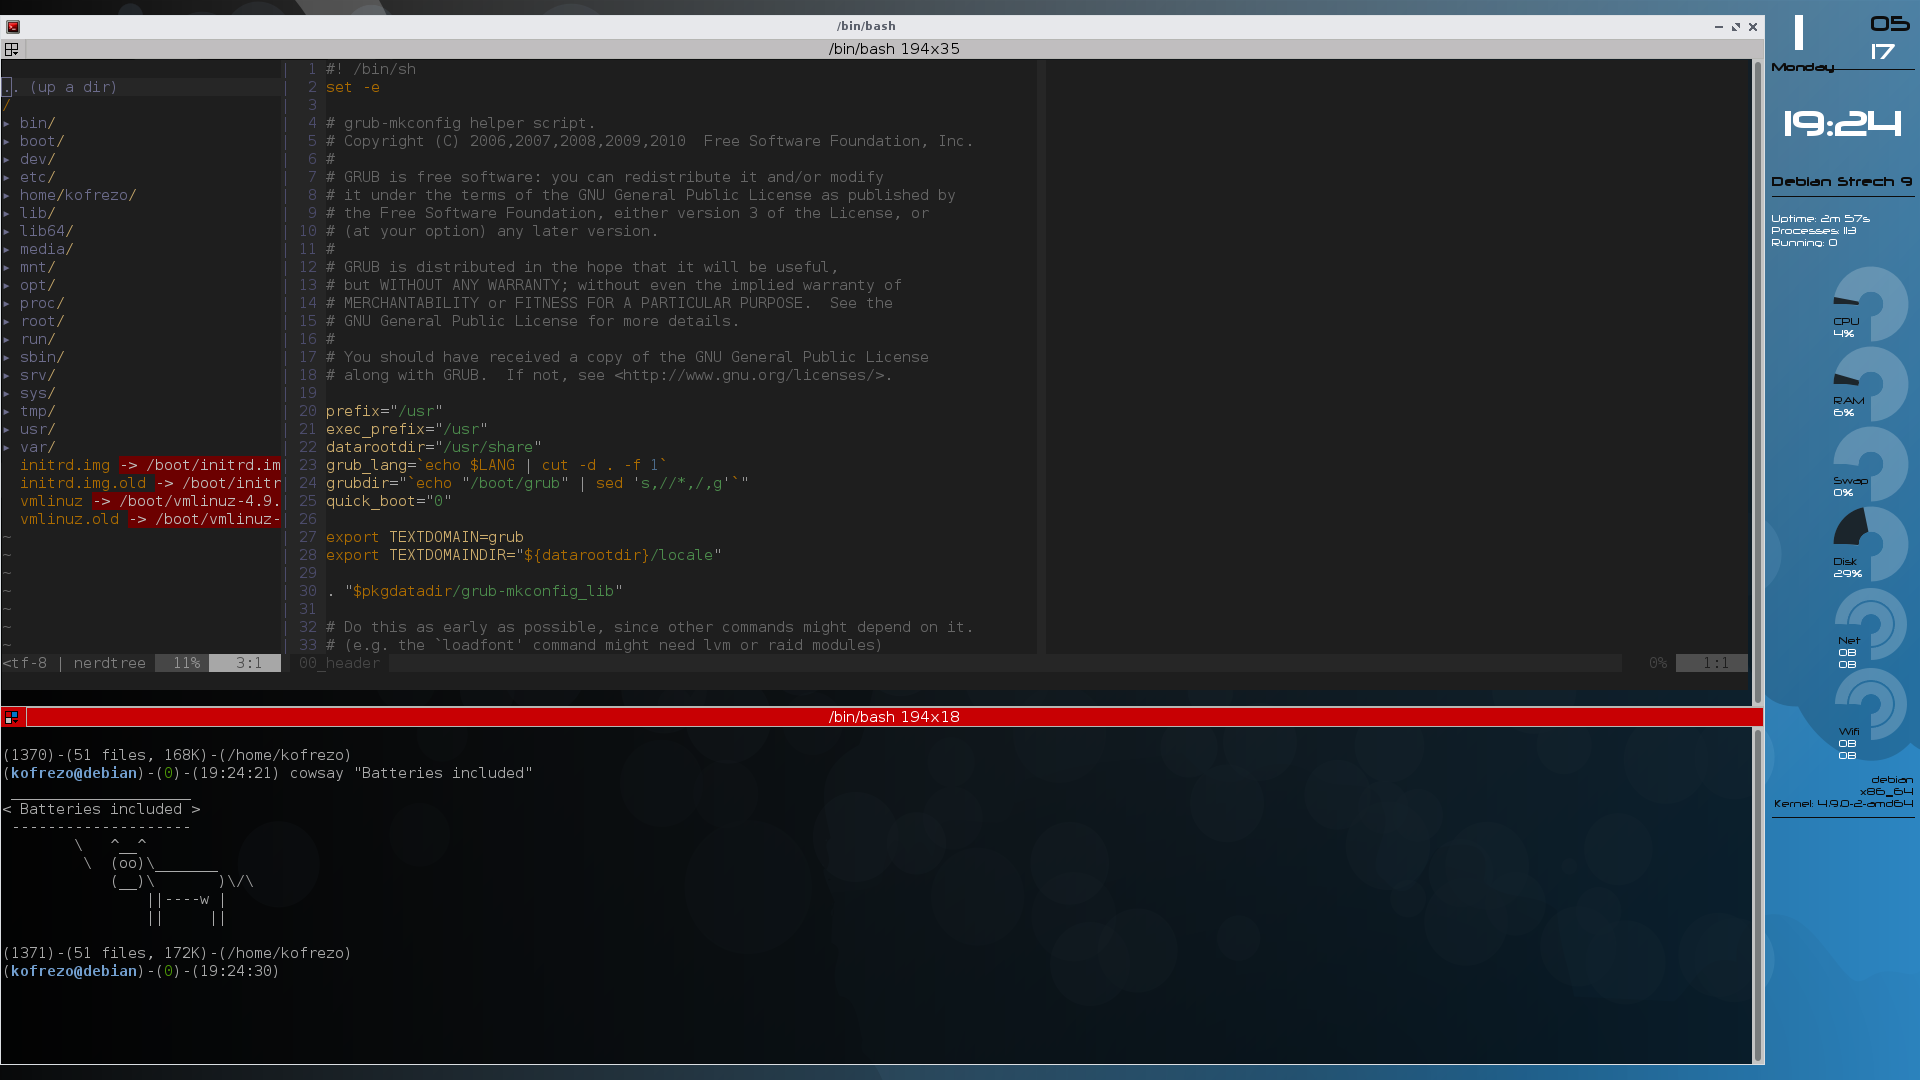 /bin/bash
/bin/bash 194x35
.. (up a dir)
/
▸ bin/
▸ boot/
▸ dev/
▸ etc/
▸ home/kofrezo/
▸ lib/
▸ lib64/
▸ media/
▸ mnt/
▸ opt/
▸ proc/
▸ root/
▸ run/
▸ sbin/
▸ srv/
▸ sys/
▸ tmp/
▸ usr/
▸ var/
initrd.img -> /boot/initrd.im
initrd.img.old -> /boot/initr
vmlinuz -> /boot/vmlinuz-4.9.
vmlinuz.old -> /boot/vmlinuz-
~
~
~
~
~
~
~
<tf-8 | nerdtree 11% 3:1
1 #! /bin/sh
2 set -e
3
4 # grub-mkconfig helper script.
5 # Copyright (C) 2006,2007,2008,2009,2010  Free Software Foundation, Inc.
6 #
7 # GRUB is free software: you can redistribute it and/or modify
8 # it under the terms of the GNU General Public License as published by
9 # the Free Software Foundation, either version 3 of the License, or
10 # (at your option) any later version.
11 #
12 # GRUB is distributed in the hope that it will be useful,
13 # but WITHOUT ANY WARRANTY; without even the implied warranty of
14 # MERCHANTABILITY or FITNESS FOR A PARTICULAR PURPOSE.  See the
15 # GNU General Public License for more details.
16 #
17 # You should have received a copy of the GNU General Public License
18 # along with GRUB.  If not, see <http://www.gnu.org/licenses/>.
19
20 prefix="/usr"
21 exec_prefix="/usr"
22 datarootdir="/usr/share"
23 grub_lang=`echo $LANG | cut -d . -f 1`
24 grubdir="`echo "/boot/grub" | sed 's,//*,/,g'`"
25 quick_boot="0"
26
27 export TEXTDOMAIN=grub
28 export TEXTDOMAINDIR="${datarootdir}/locale"
29
30 . "$pkgdatadir/grub-mkconfig_lib"
31
32 # Do this as early as possible, since other commands might depend on it.
33 # (e.g. the `loadfont' command might need lvm or raid modules)
00_header 0% 1:1
/bin/bash 194x18
(1370)-(51 files, 168K)-(/home/kofrezo)
(kofrezo@debian)-(0)-(19:24:21) cowsay "Batteries included"
 ____________________
< Batteries included >
 --------------------
        \   ^__^
         \  (oo)\_______
            (__)\       )\/\
                ||----w |
                ||     ||
(1371)-(51 files, 172K)-(/home/kofrezo)
(kofrezo@debian)-(0)-(19:24:30)
05
17
Monday
19:24
Debian Strech 9
Uptime: 2m 57s
Processes: 113
Running: 0
CPU
4%
RAM
6%
Swap
0%
Disk
29%
Net
0B
0B
Wifi
0B
0B
debian
x86_64
Kernel: 4.9.0-2-amd64